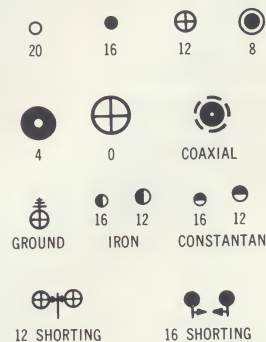 20 16 12 8
4 0 COAXIAL
16 12 16 12
GROUND IRON CONSTANTAN
12 SHORTING 16 SHORTING